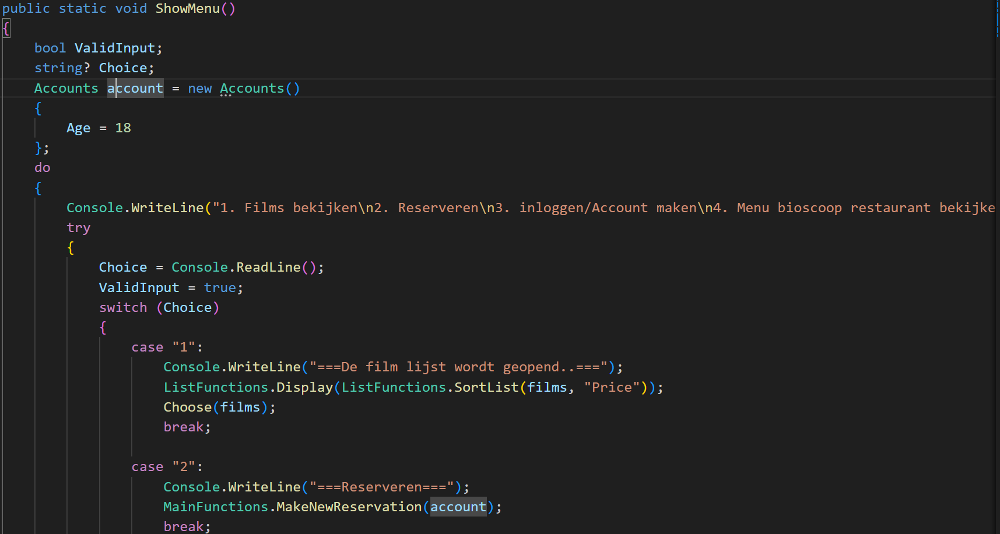 public static void ShowMenu()
{
    bool ValidInput;
    string? Choice;
    Accounts account = new Accounts()
    {
        Age = 18
    };
    do
    {
        Console.WriteLine("1. Films bekijken\n2. Reserveren\n3. inloggen/Account maken\n4. Menu bioscoop restaurant bekijke
        try
        {
            Choice = Console.ReadLine();
            ValidInput = true;
            switch (Choice)
            {
                case "1":
                    Console.WriteLine("===De film lijst wordt geopend..===");
                    ListFunctions.Display(ListFunctions.SortList(films, "Price"));
                    Choose(films);
                    break;

                case "2":
                    Console.WriteLine("===Reserveren===");
                    MainFunctions.MakeNewReservation(account);
                    break;